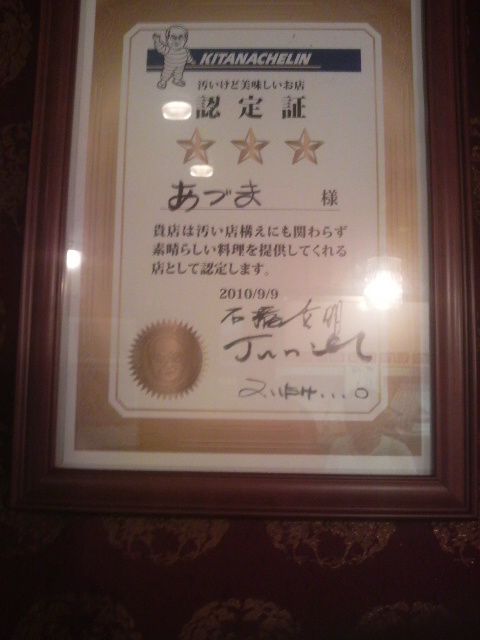 KITANACHELIN
汚いけど美味しいお店
認定証
あづま 様
貴店は汚い店構えにも関わらず
素晴らしい料理を提供してくれる
店として認定します。
2010/9/9
石橋貴明